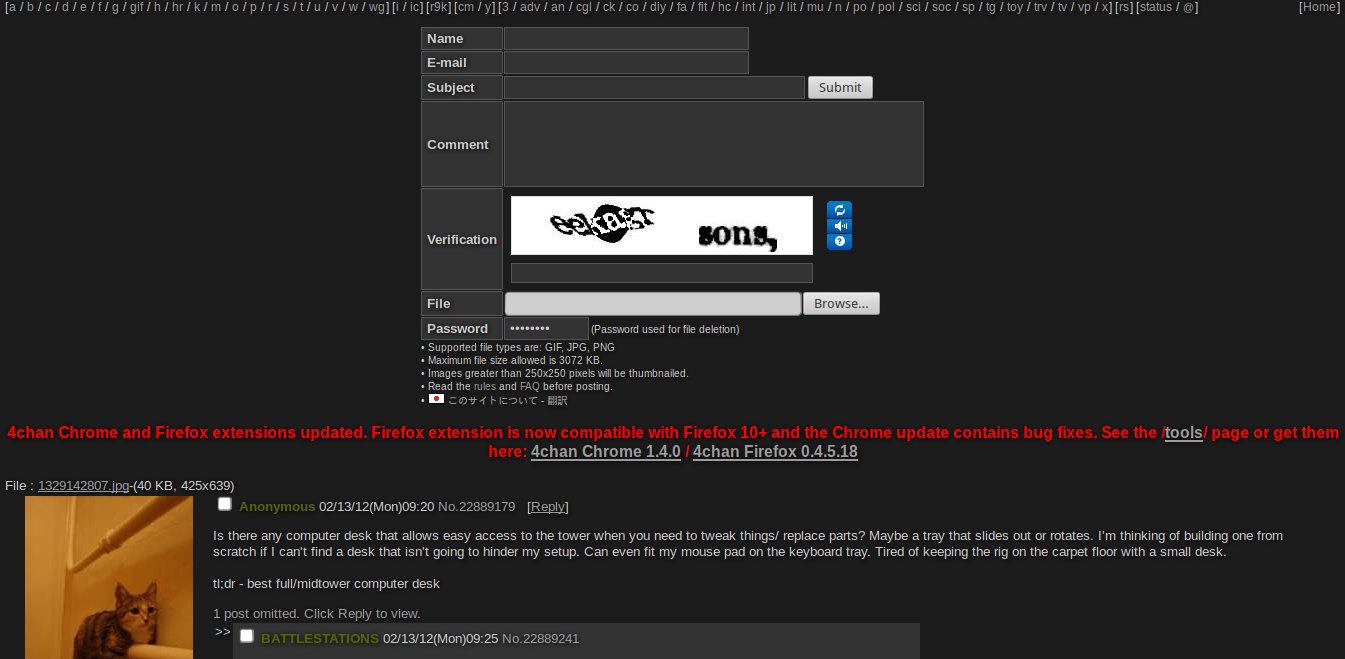 [a / b / c / d / e / f / g / gif / h / hr / k / m / o / p / r / s / t / u / v / w / wg] [i / ic] [r9k] [cm / y] [3 / adv / an / cgl / ck / co / diy / fa / fit / hc / int / jp / lit / mu / n / po / pol / sci / soc / sp / tg / toy / trv / tv / vp / x] [rs] [status / @] [Home]
Name
E-mail
Subject Submit
Comment
sons,
Verification
File Browse...
Password •••••••• (Password used for file deletion)
• Supported file types are: GIF, JPG, PNG
• Maximum file size allowed is 3072 KB.
• Images greater than 250x250 pixels will be thumbnailed.
• Read the rules and FAQ before posting.
• このサイトについて - 翻訳
4chan Chrome and Firefox extensions updated. Firefox extension is now compatible with Firefox 10+ and the Chrome update contains bug fixes. See the /tools/ page or get them
here: 4chan Chrome 1.4.0 / 4chan Firefox 0.4.5.18
File : 1329142807.jpg-(40 KB, 425x639)
Anonymous 02/13/12(Mon)09:20 No.22889179 [Reply]
Is there any computer desk that allows easy access to the tower when you need to tweak things/ replace parts? Maybe a tray that slides out or rotates. I'm thinking of building one from
scratch if I can't find a desk that isn't going to hinder my setup. Can even fit my mouse pad on the keyboard tray. Tired of keeping the rig on the carpet floor with a small desk.
tl;dr - best full/midtower computer desk
1 post omitted. Click Reply to view.
>> BATTLESTATIONS 02/13/12(Mon)09:25 No.22889241